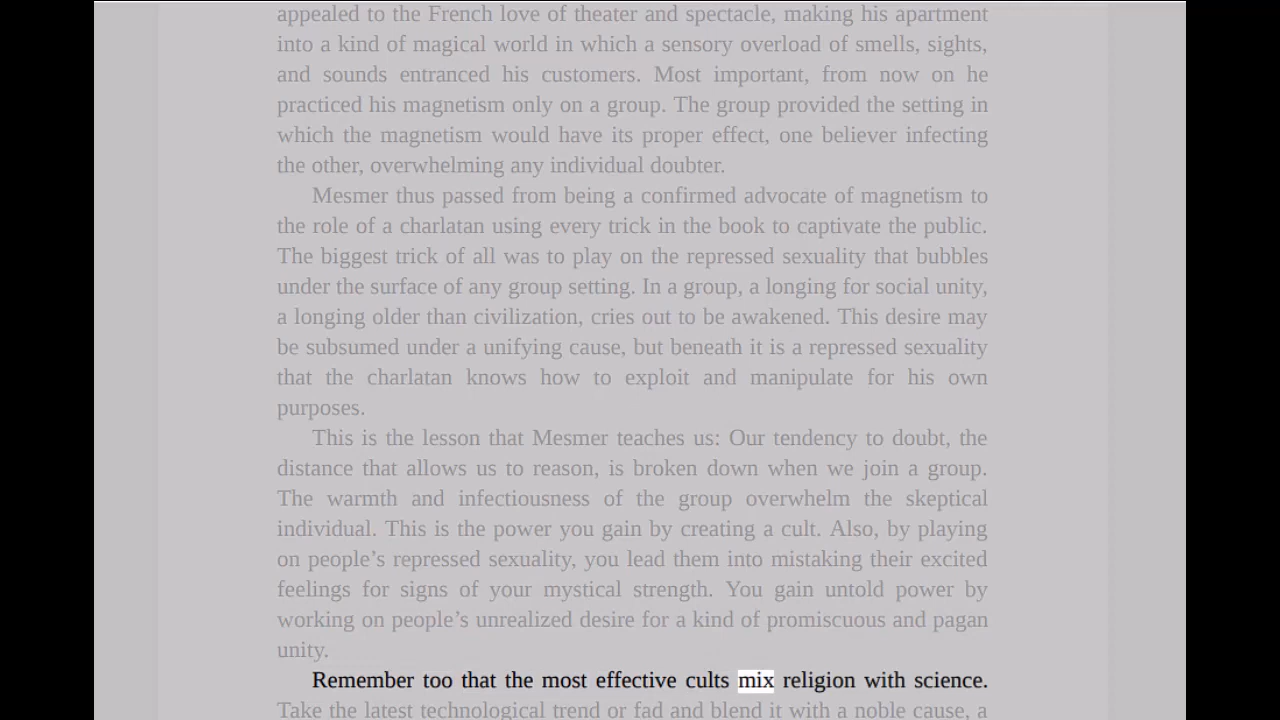 appealed to the French love of theater and spectacle, making his apartment
into a kind of magical world in which a sensory overload of smells, sights,
and sounds entranced his customers. Most important, from now on he
practiced his magnetism only on a group. The group provided the setting in
which the magnetism would have its proper effect, one believer infecting
the other, overwhelming any individual doubter.
Mesmer thus passed from being a confirmed advocate of magnetism to
the role of a charlatan using every trick in the book to captivate the public.
The biggest trick of all was to play on the repressed sexuality that bubbles
under the surface of any group setting. In a group, a longing for social unity,
a longing older than civilization, cries out to be awakened. This desire may
be subsumed under a unifying cause, but beneath it is a repressed sexuality
that the charlatan knows how to exploit and manipulate for his own
purposes.
This is the lesson that Mesmer teaches us: Our tendency to doubt, the
distance that allows us to reason, is broken down when we join a group.
The warmth and infectiousness of the group overwhelm the skeptical
individual. This is the power you gain by creating a cult. Also, by playing
on people’s repressed sexuality, you lead them into mistaking their excited
feelings for signs of your mystical strength. You gain untold power by
working on people’s unrealized desire for a kind of promiscuous and pagan
unity.
Remember too that the most effective cults mix religion with science.
Take the latest technological trend or fad and blend it with a noble cause, a